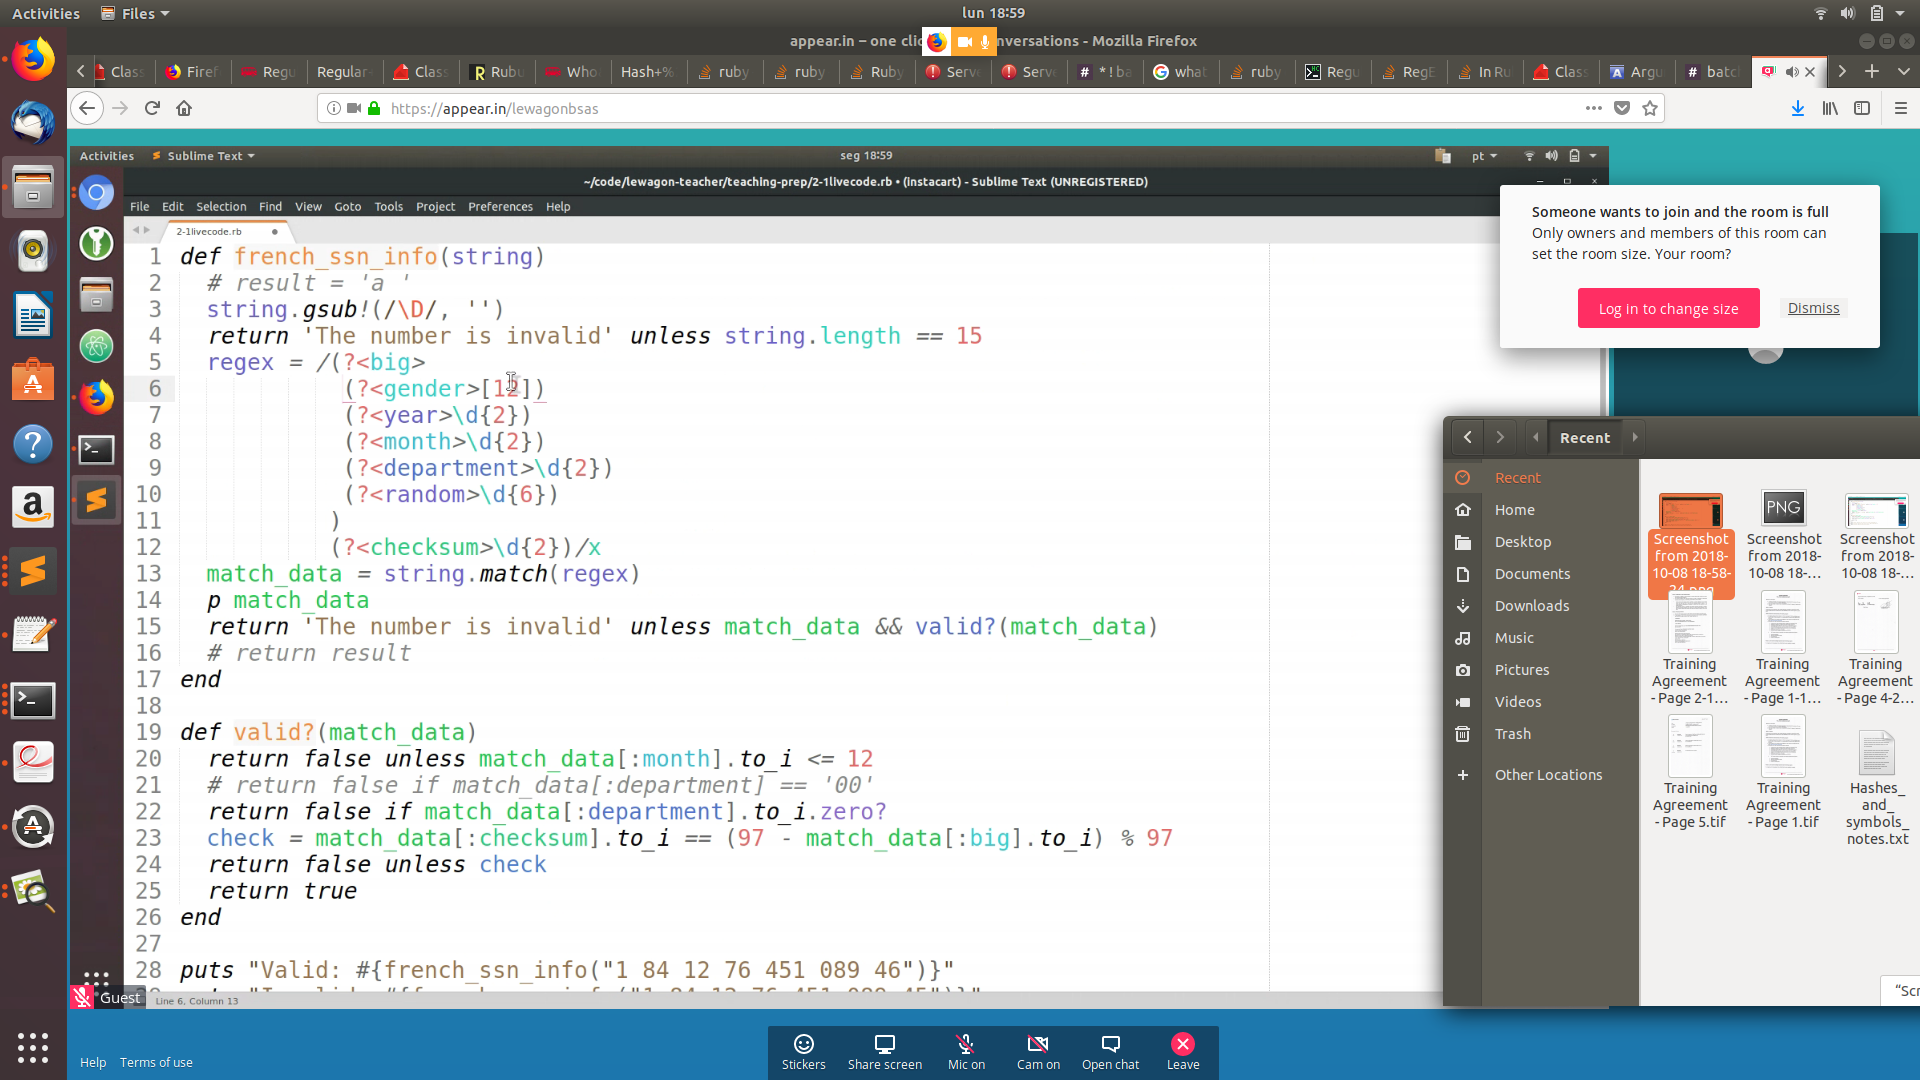 Activities Files lun 18:59
appear.in – one clic nversations - Mozilla Firefox
Class Firef Regu Regular- Class Rubu Who Hash+% ruby ruby Ruby Serve Serve * ! ba what ruby Regu RegE In Ru Class Argu batc
https://appear.in/lewagonbsas
Activities Sublime Text seg 18:59 pt
~/code/lewagon-teacher/teaching-prep/2-1livecode.rb • (Instacart) - Sublime Text (UNREGISTERED)
File Edit Selection Find View Goto Tools Project Preferences Help
2-1livecode.rb
1 def french_ssn_info(string)
2 # result = 'a '
3 string.gsub!(/\D/, '')
4 return 'The number is invalid' unless string.length == 15
5 regex = /(?<big>
6 (?<gender>[12])
7 (?<year>\d{2})
8 (?<month>\d{2})
9 (?<department>\d{2})
10 (?<random>\d{6})
11 )
12 (?<checksum>\d{2})/x
13 match_data = string.match(regex)
14 p match_data
15 return 'The number is invalid' unless match_data && valid?(match_data)
16 # return result
17 end
18
19 def valid?(match_data)
20 return false unless match_data[:month].to_i <= 12
21 # return false if match_data[:department] == '00'
22 return false if match_data[:department].to_i.zero?
23 check = match_data[:checksum].to_i == (97 - match_data[:big].to_i) % 97
24 return false unless check
25 return true
26 end
27
28 puts "Valid: #{french_ssn_info("1 84 12 76 451 089 46")}"
Guest
Line 6, Column 13
Someone wants to join and the room is full
Only owners and members of this room can
set the room size. Your room?
Log in to change size Dismiss
Recent
Recent
Home
Desktop
Documents
Downloads
Music
Pictures
Videos
Trash
Other Locations
PNG
Screenshot
from 2018-
10-08 18-58-
Screenshot
from 2018-
10-08 18-...
Screenshot
from 2018-
10-08 18-...
Training
Agreement
- Page 2-1...
Training
Agreement
- Page 1-1...
Training
Agreement
- Page 4-2...
Training
Agreement
- Page 5.tif
Training
Agreement
- Page 1.tif
Hashes_
and_
symbols_
notes.txt
“Scr
Help Terms of use
Stickers Share screen Mic on Cam on Open chat Leave